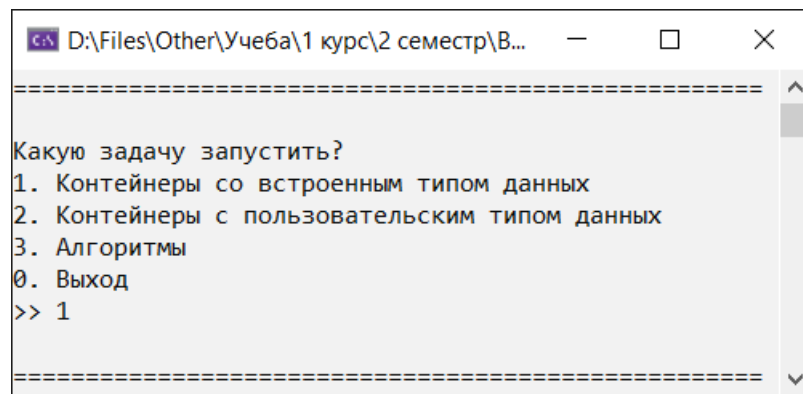 D:\Files\Other\Учеба\1 курс\2 семестр\В...
====================================================
Какую задачу запустить?
1. Контейнеры со встроенным типом данных
2. Контейнеры с пользовательским типом данных
3. Алгоритмы
0. Выход
>> 1
====================================================